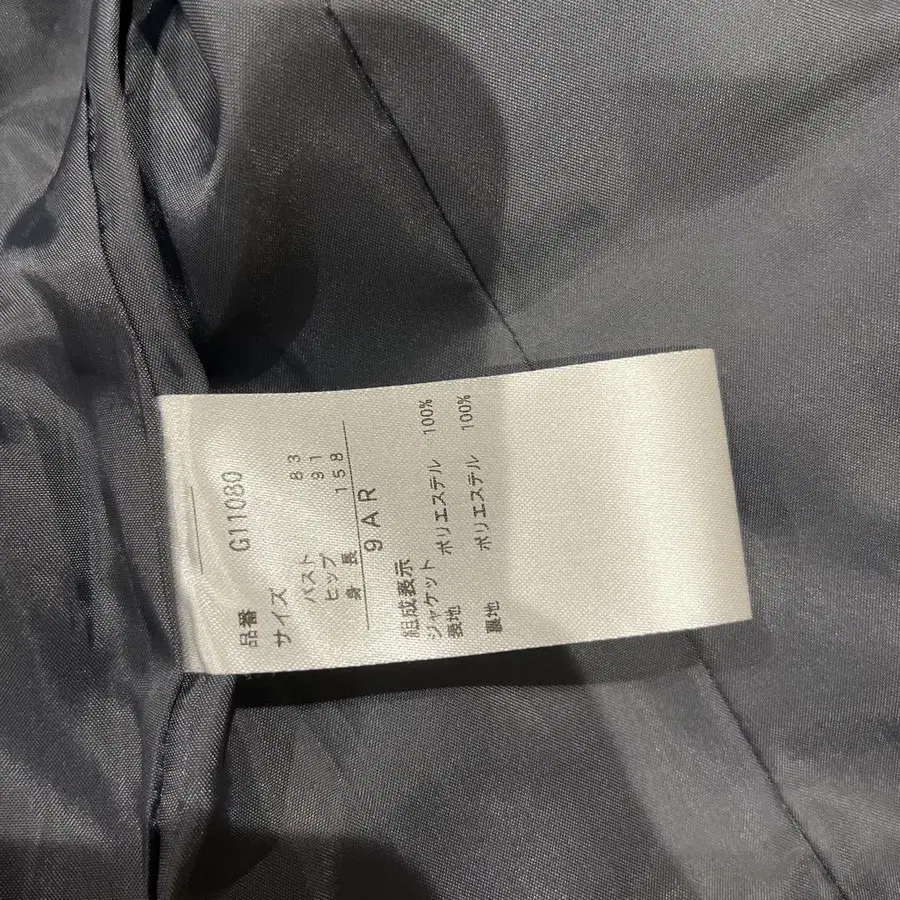 品番 G11080
サイズ
バスト 83
ヒップ 91
身長 158
9AR
組成表示
ジャケット
表地 ポリエステル 100%
裏地 ポリエステル 100%